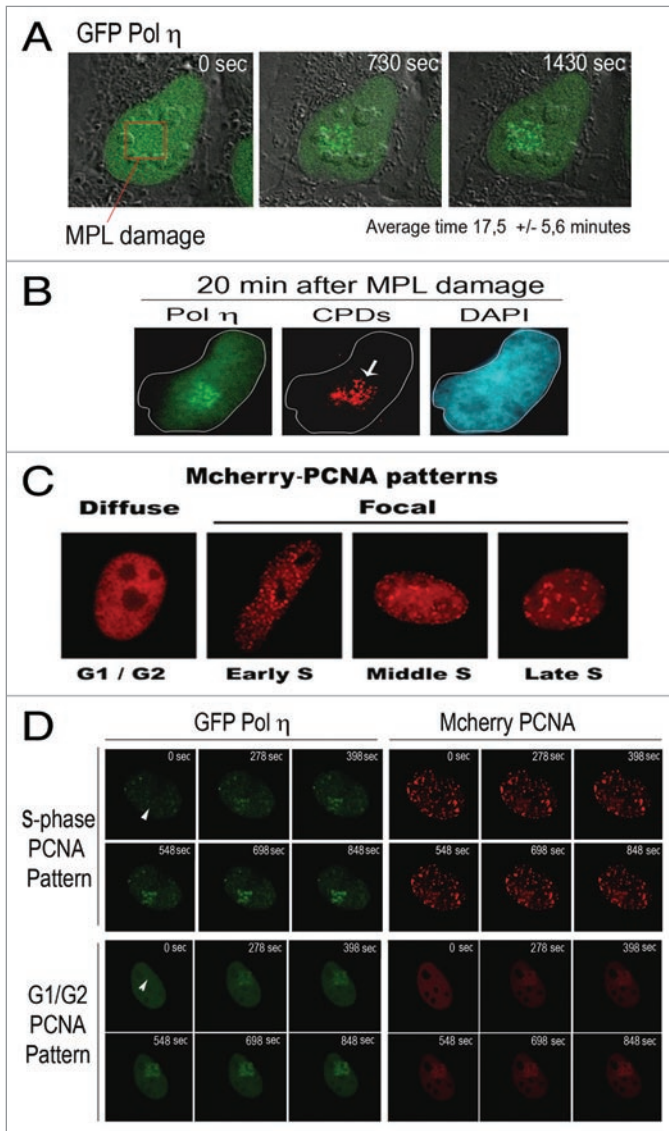 A
GFP Pol η
0 sec 730 sec 1430 sec
MPL damage
Average time 17,5 +/- 5,6 minutes
B
20 min after MPL damage
Pol η CPDs DAPI
C
Mcherry-PCNA patterns
Diffuse Focal
G1 / G2 Early S Middle S Late S
D
GFP Pol η Mcherry PCNA
S-phase
PCNA
Pattern
0 sec 278 sec 398 sec 0 sec 278 sec 398 sec
548 sec 698 sec 848 sec 548 sec 698 sec 848 sec
G1/G2
PCNA
Pattern
0 sec 278 sec 398 sec 0 sec 278 sec 398 sec
548 sec 698 sec 848 sec 548 sec 698 sec 848 sec